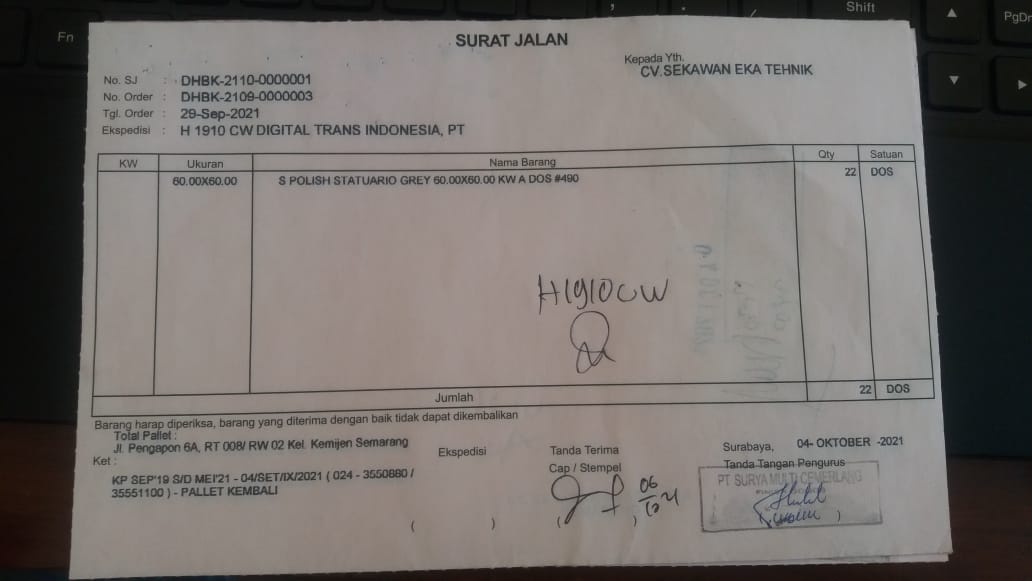 Fn
Shift
PgDn
SURAT JALAN
Kepada Yth.
CV.SEKAWAN EKA TEHNIK
No. SJ : DHBK-2110-0000001
No. Order : DHBK-2109-0000003
Tgl. Order : 29-Sep-2021
Ekspedisi : H 1910 CW DIGITAL TRANS INDONESIA, PT
KW Ukuran Nama Barang Qty Satuan
60.00X60.00 S POLISH STATUARIO GREY 60.00X60.00 KW A DOS #490 22 DOS
H1910CW
Jumlah 22 DOS
Barang harap diperiksa, barang yang diterima dengan baik tidak dapat dikembalikan
Total Pallet :
Jl. Pengapon 6A, RT 008/ RW 02 Kel. Kemijen Semarang
Ket :
KP SEP'19 S/D MEI'21 - 04/SET/IX/2021 ( 024 - 3550880 /
35551100 ) - PALLET KEMBALI
Ekspedisi
( )
Tanda Terima
Cap / Stempel
06
10 21
( )
Surabaya, 04- OKTOBER -2021
Tanda Tangan Pengurus
PT SURYA MULTI CEMERLANG
( )